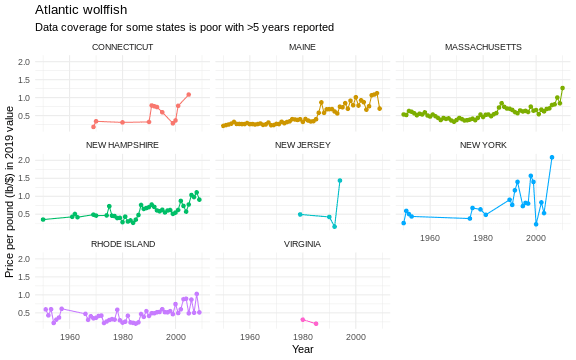 Atlantic wolffish
Data coverage for some states is poor with >5 years reported
CONNECTICUT MAINE MASSACHUSETTS
2.0
1.5
1.0
0.5
NEW HAMPSHIRE NEW JERSEY NEW YORK
2.0
1.5
1.0
0.5
1960 1980 2000
RHODE ISLAND VIRGINIA
2.0
1.5
1.0
0.5
1960 1980 2000 1960 1980 2000
Year
Price per pound (lb/$) in 2019 value